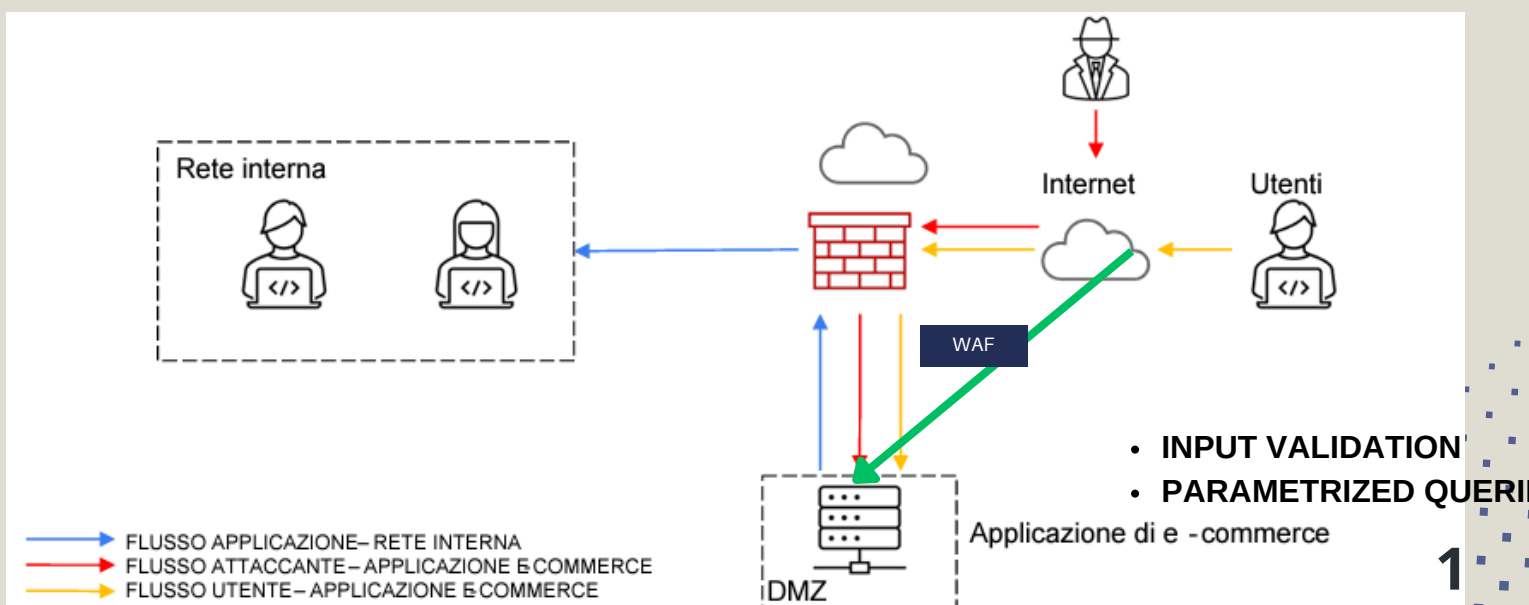 Rete interna
Internet
Utenti
WAF
• INPUT VALIDATION
• PARAMETRIZED
Applicazione di e -commerce
DMZ
FLUSSO APPLICAZIONE– RETE INTERNA
FLUSSO ATTACCANTE – APPLICAZIONE E-COMMERCE
FLUSSO UTENTE – APPLICAZIONE E-COMMERCE
1